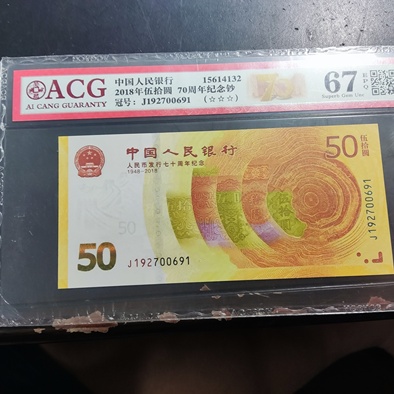 ACG
AI CANG GUARANTY
中国人民银行 15614132
2018年伍拾圆 70周年纪念钞
冠号：J192700691 （☆☆☆）
67 EPQ
Superb Gem Unc
中国人民银行
人民币发行七十周年纪念
1948-2018
50 伍拾圆
50
50
J192700691
J192700691